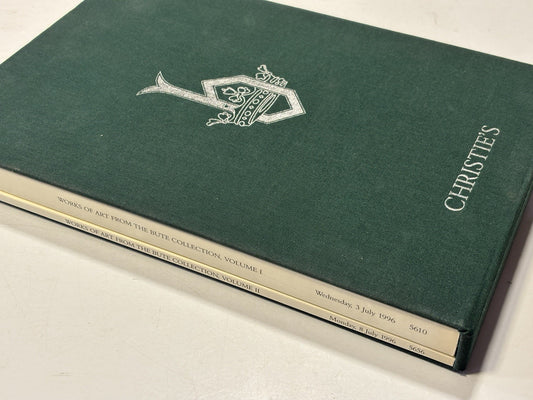 CHRISTIE'S
WORKS OF ART FROM THE BUTE COLLECTION, VOLUME I Wednesday, 3 July 1996 5610
WORKS OF ART FROM THE BUTE COLLECTION, VOLUME II Monday, 8 July 1996 5656